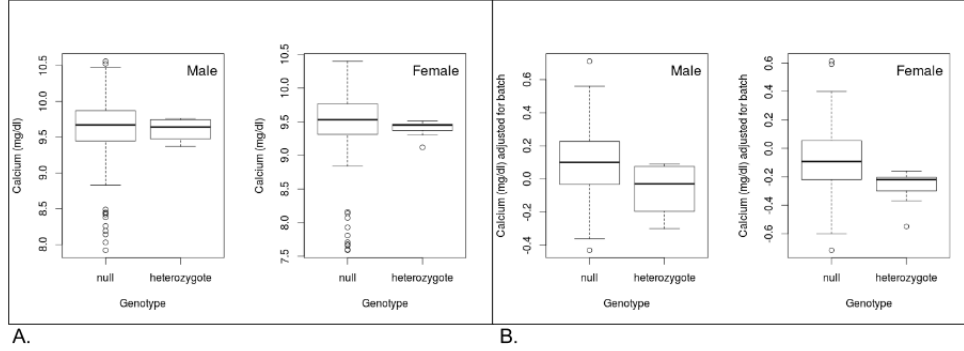 Male
Calcium (mg/dl)
10.5
10.0
9.5
9.0
8.5
8.0
null
heterozygote
Genotype
Female
Calcium (mg/dl)
10.5
10.0
9.5
9.0
8.5
8.0
7.5
null
heterozygote
Genotype
A.
Male
Calcium (mg/dl) adjusted for batch
0.6
0.4
0.2
0.0
-0.2
-0.4
null
heterozygote
Genotype
Female
Calcium (mg/dl) adjusted for batch
0.6
0.4
0.2
0.0
-0.2
-0.4
-0.6
null
heterozygote
Genotype
B.